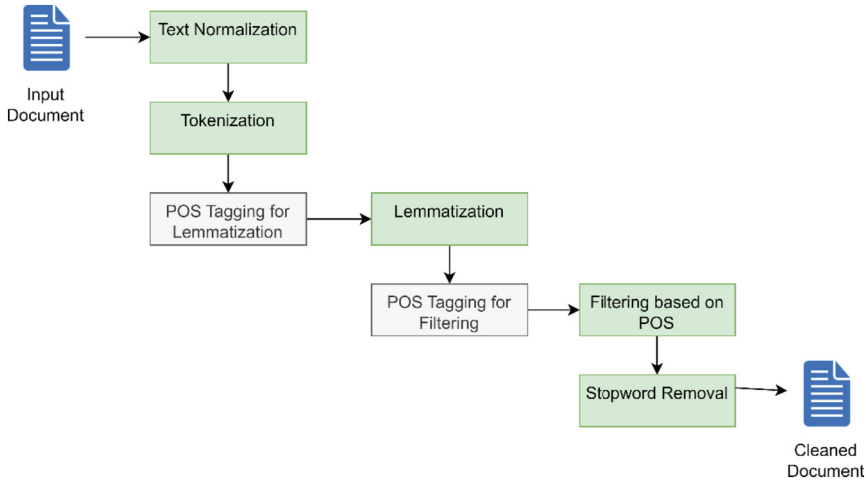 Input
Document
Text Normalization
Tokenization
POS Tagging for
Lemmatization
Lemmatization
POS Tagging for
Filtering
Filtering based on
POS
Stopword Removal
Cleaned
Document